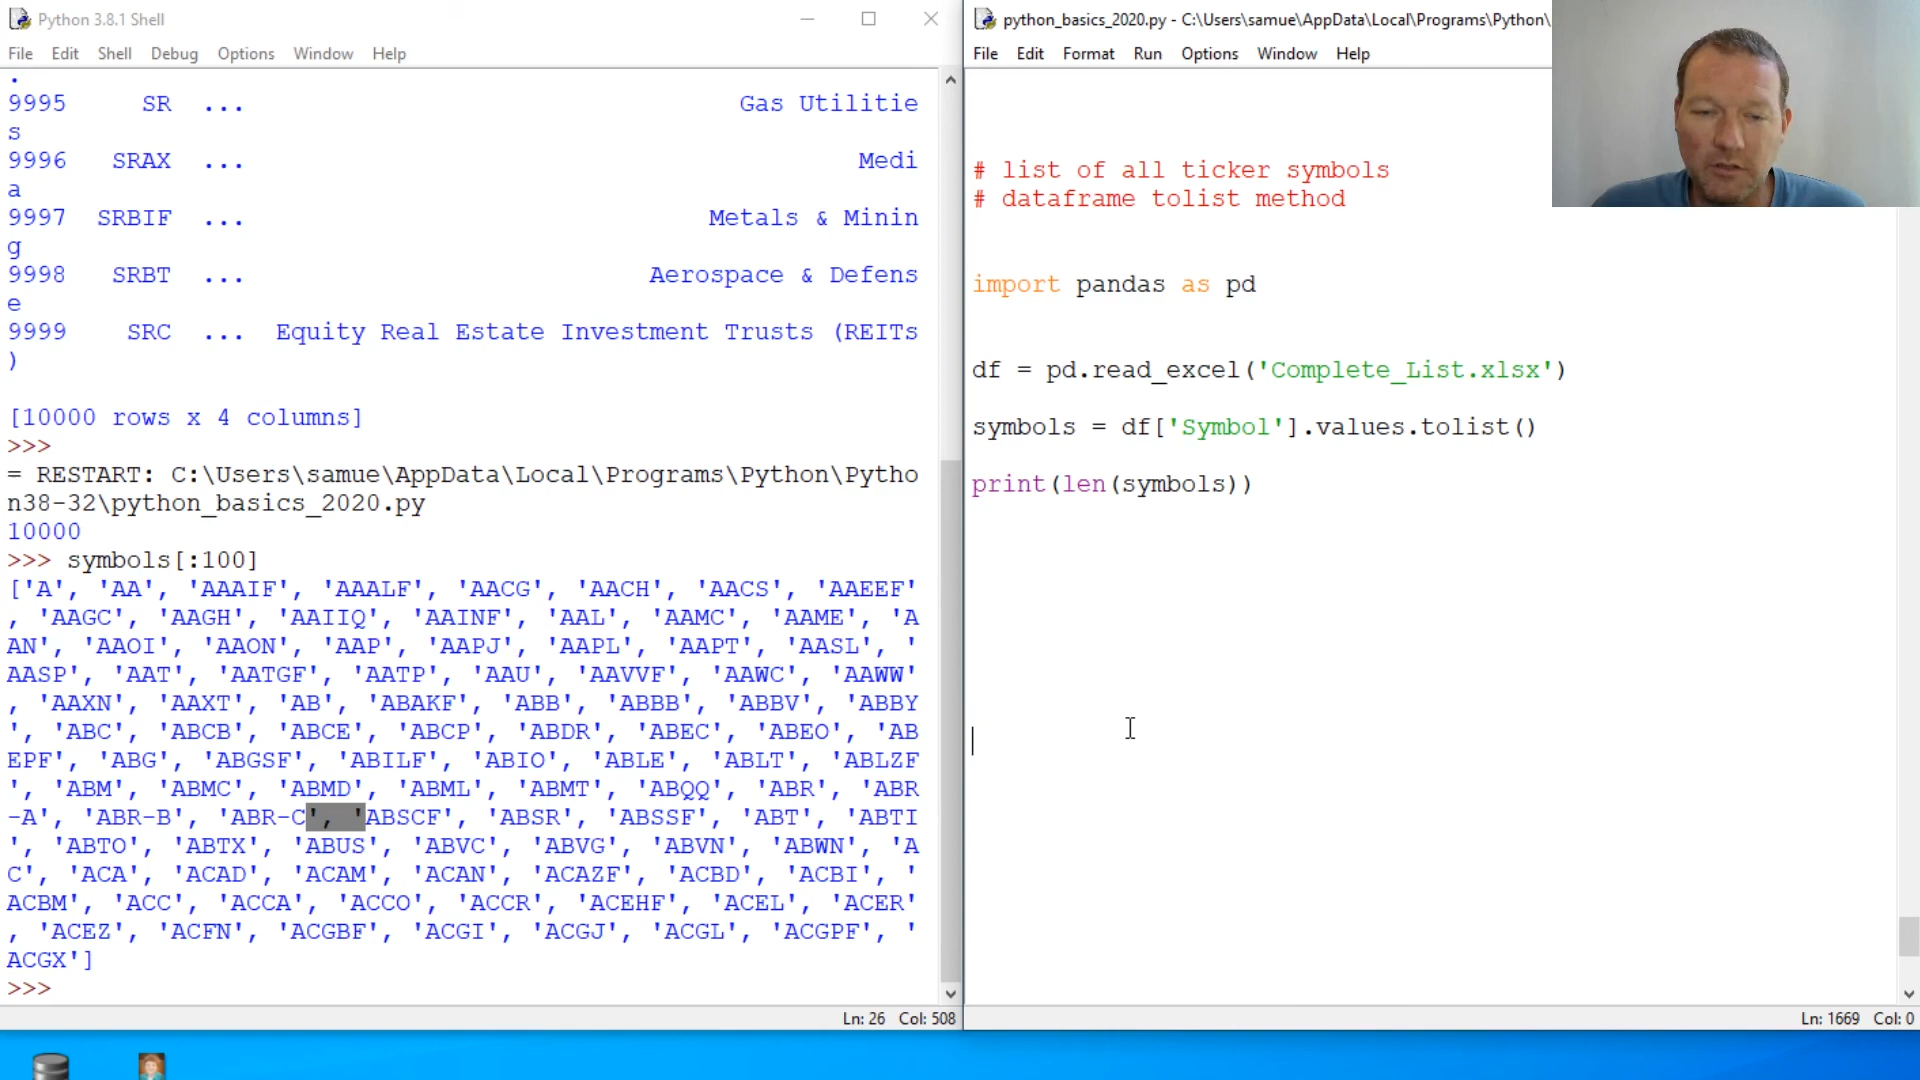 Python 3.8.1 Shell
File Edit Shell Debug Options Window Help
.
9995 SR ... Gas Utilitie
s
9996 SRAX ... Medi
a
9997 SRBIF ... Metals & Minin
g
9998 SRBT ... Aerospace & Defens
e
9999 SRC ... Equity Real Estate Investment Trusts (REITs
)
[10000 rows x 4 columns]
>>>
= RESTART: C:\Users\samue\AppData\Local\Programs\Python\Pytho
n38-32\python_basics_2020.py
10000
>>> symbols[:100]
['A', 'AA', 'AAAIF', 'AAALF', 'AACG', 'AACH', 'AACS', 'AAEEF'
, 'AAGC', 'AAGH', 'AAIIQ', 'AAINF', 'AAL', 'AAMC', 'AAME', 'A
AN', 'AAOI', 'AAON', 'AAP', 'AAPJ', 'AAPL', 'AAPT', 'AASL', '
AASP', 'AAT', 'AATGF', 'AATP', 'AAU', 'AAVVF', 'AAWC', 'AAWW'
, 'AAXN', 'AAXT', 'AB', 'ABAKF', 'ABB', 'ABBB', 'ABBV', 'ABBY
', 'ABC', 'ABCB', 'ABCE', 'ABCP', 'ABDR', 'ABEC', 'ABEO', 'AB
EPF', 'ABG', 'ABGSF', 'ABILF', 'ABIO', 'ABLE', 'ABLT', 'ABLZF
', 'ABM', 'ABMC', 'ABMD', 'ABML', 'ABMT', 'ABQQ', 'ABR', 'ABR
-A', 'ABR-B', 'ABR-C', 'ABSCF', 'ABSR', 'ABSSF', 'ABT', 'ABTI
', 'ABTO', 'ABTX', 'ABUS', 'ABVC', 'ABVG', 'ABVN', 'ABWN', 'A
C', 'ACA', 'ACAD', 'ACAM', 'ACAN', 'ACAZF', 'ACBD', 'ACBI', '
ACBM', 'ACC', 'ACCA', 'ACCO', 'ACCR', 'ACEHF', 'ACEL', 'ACER'
, 'ACEZ', 'ACFN', 'ACGBF', 'ACGI', 'ACGJ', 'ACGL', 'ACGPF', '
ACGX']
>>>
Ln: 26 Col: 508
python_basics_2020.py - C:\Users\samue\AppData\Local\Programs\Python\
File Edit Format Run Options Window Help
# list of all ticker symbols
# dataframe tolist method
import pandas as pd
df = pd.read_excel('Complete_List.xlsx')
symbols = df['Symbol'].values.tolist()
print(len(symbols))
Ln: 1669 Col: 0